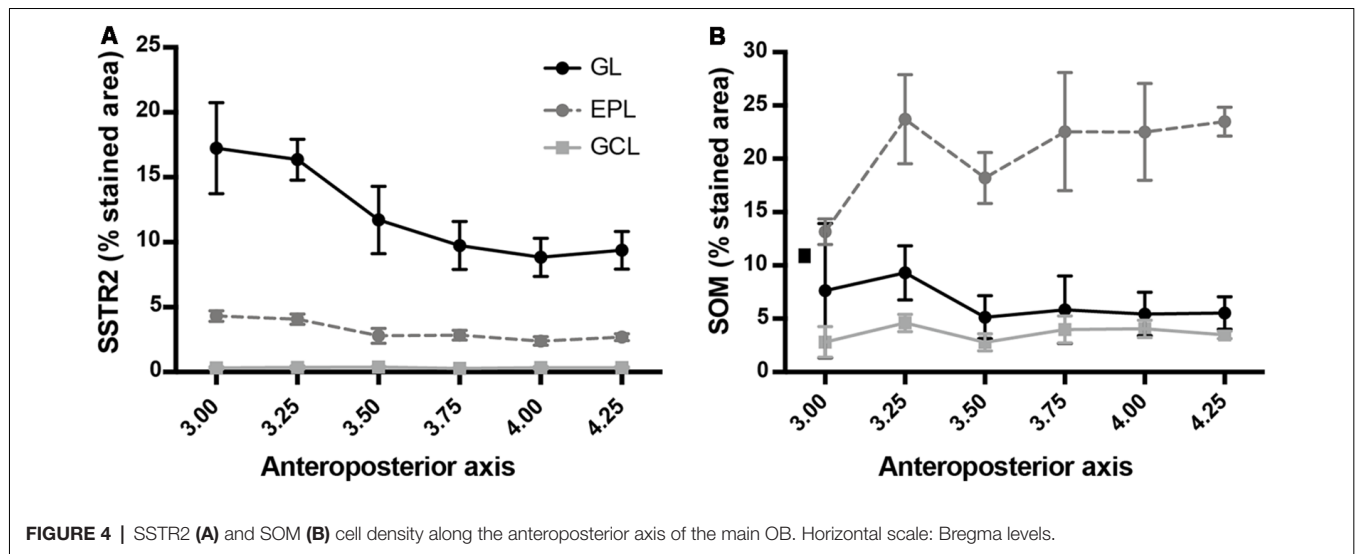 A
25
20
15
10
5
0
SSTR2 (% stained area)
GL
EPL
GCL
3.00
3.25
3.50
3.75
4.00
4.25
Anteroposterior axis
B
30
25
20
15
10
5
0
SOM (% stained area)
3.00
3.25
3.50
3.75
4.00
4.25
Anteroposterior axis
FIGURE 4 | SSTR2 (A) and SOM (B) cell density along the anteroposterior axis of the main OB. Horizontal scale: Bregma levels.